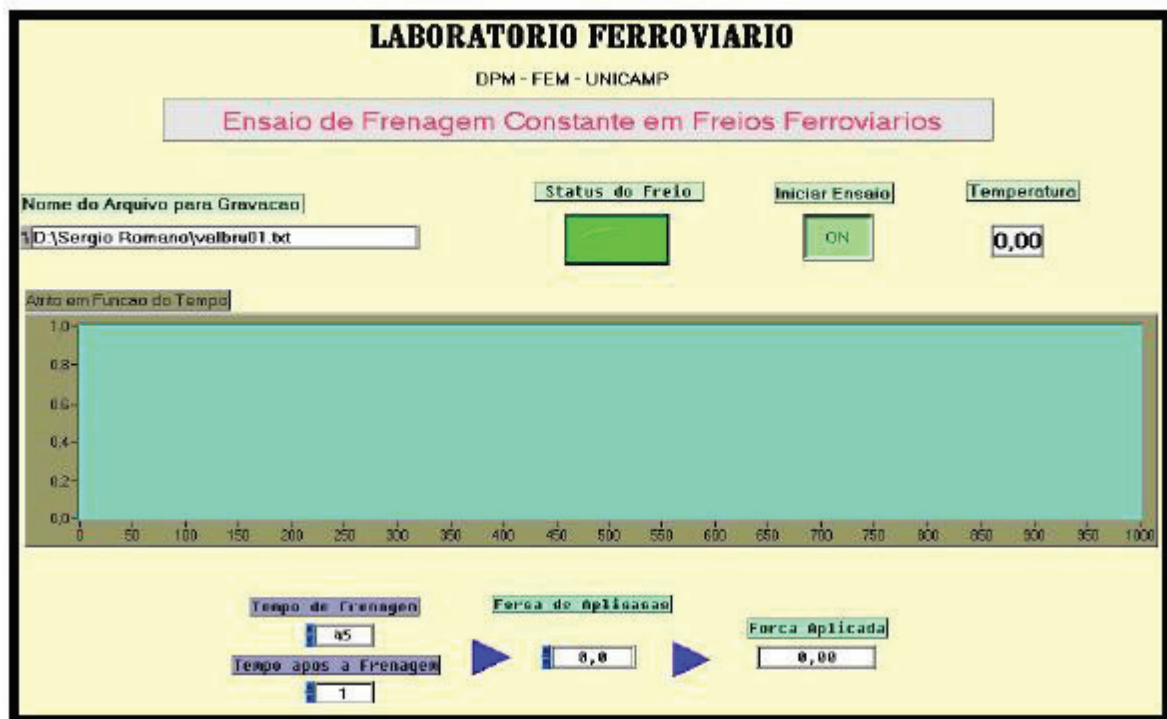 LABORATORIO FERROVIARIO
DPM - FEM - UNICAMP
Ensaio de Frenagem Constante em Freios Ferroviarios
Nome do Arquivo para Gravacao
D:\Sergio Romano\valbru01.txt
Status do Freio
Iniciar Ensaio
ON
Temperatura
0,00
Atrito em Funcao do Tempo
1,0
0,8
0,6
0,4
0,2
0,0
0 50 100 150 200 250 300 350 400 450 500 550 600 650 700 750 800 850 900 950 1000
Tempo de Frenagem
45
Tempo apos a Frenagem
1
Forca de Aplicacao
0,0
Forca Aplicada
0,00